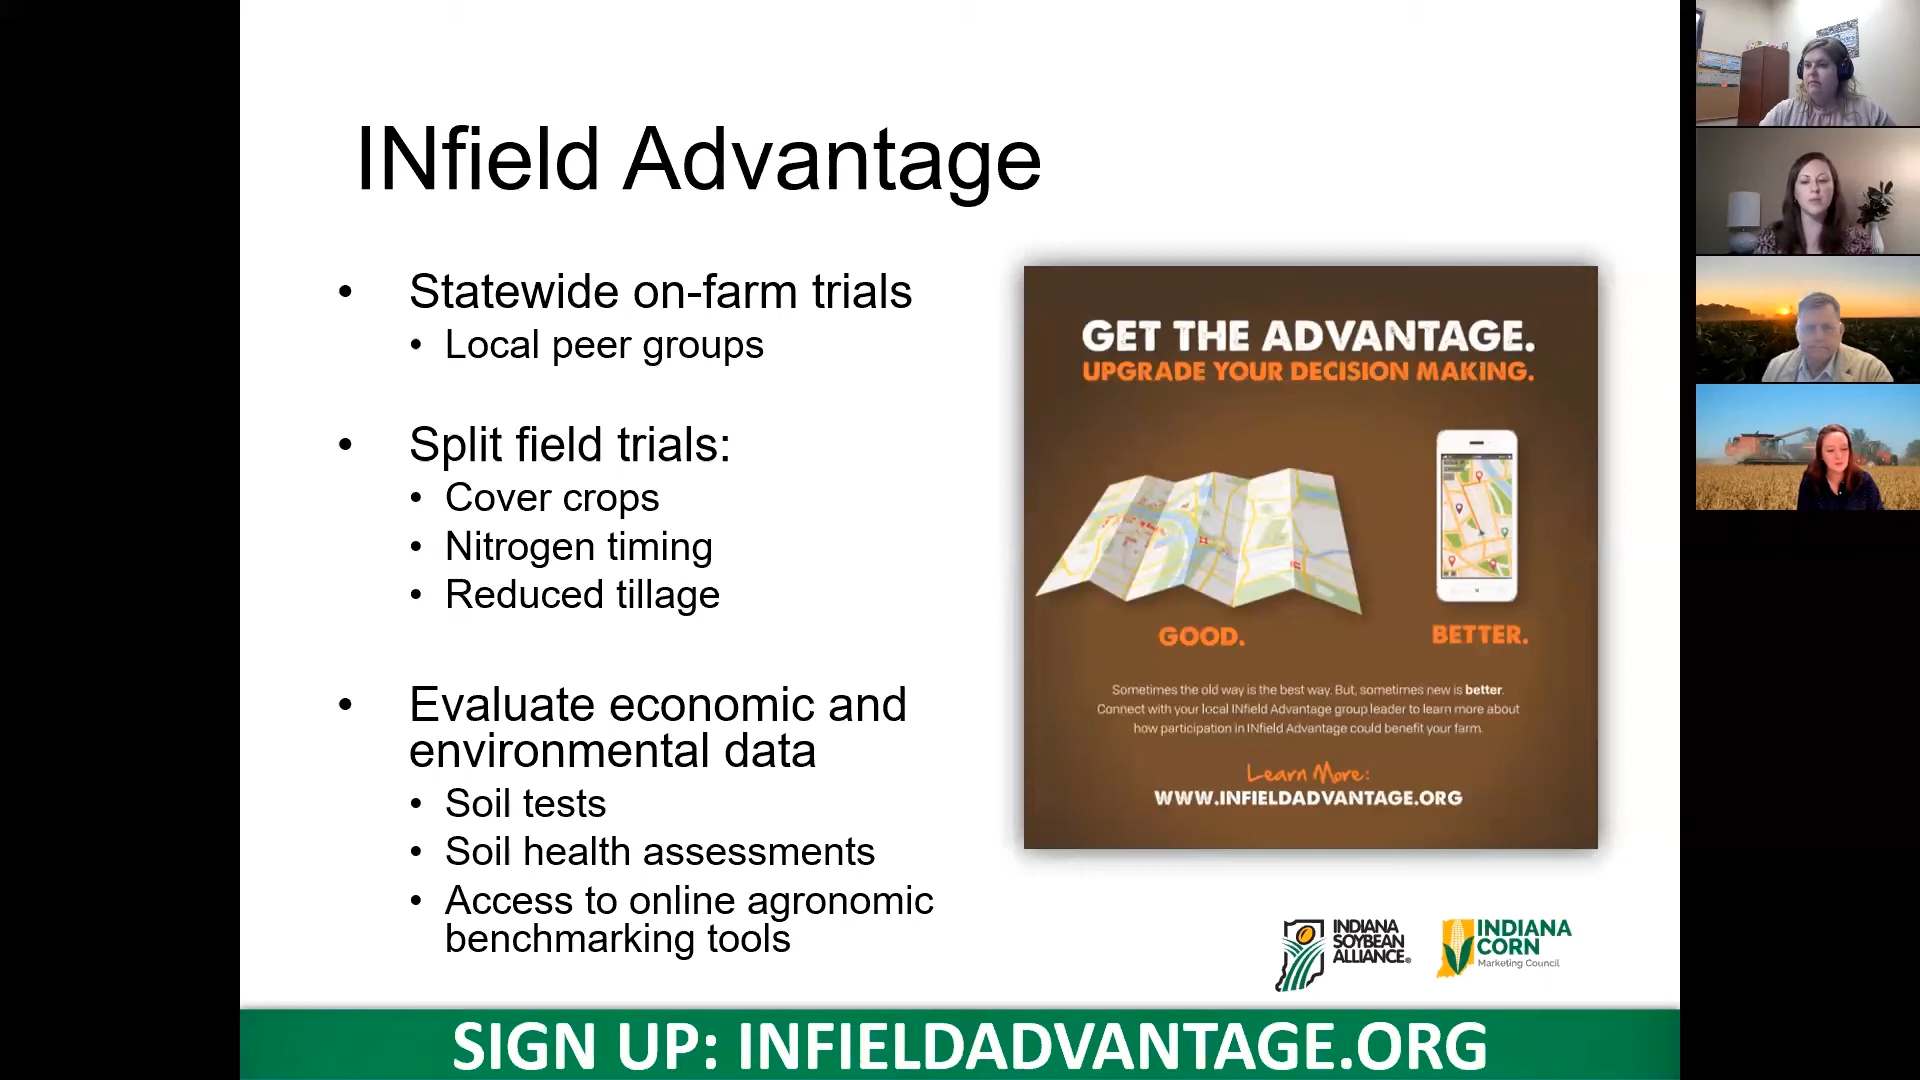 INfield Advantage
• Statewide on-farm trials
• Local peer groups
• Split field trials:
• Cover crops
• Nitrogen timing
• Reduced tillage
• Evaluate economic and
environmental data
• Soil tests
• Soil health assessments
• Access to online agronomic
benchmarking tools
GET THE ADVANTAGE.
UPGRADE YOUR DECISION MAKING.
GOOD.
BETTER.
Sometimes the old way is the best way. But, sometimes new is better.
Connect with your local INfield Advantage group leader to learn more about
how participation in INfield Advantage could benefit your farm.
Learn More:
WWW.INFIELDADVANTAGE.ORG
INDIANA
SOYBEAN
ALLIANCE®
INDIANA
CORN
Marketing Council
SIGN UP: INFIELDADVANTAGE.ORG